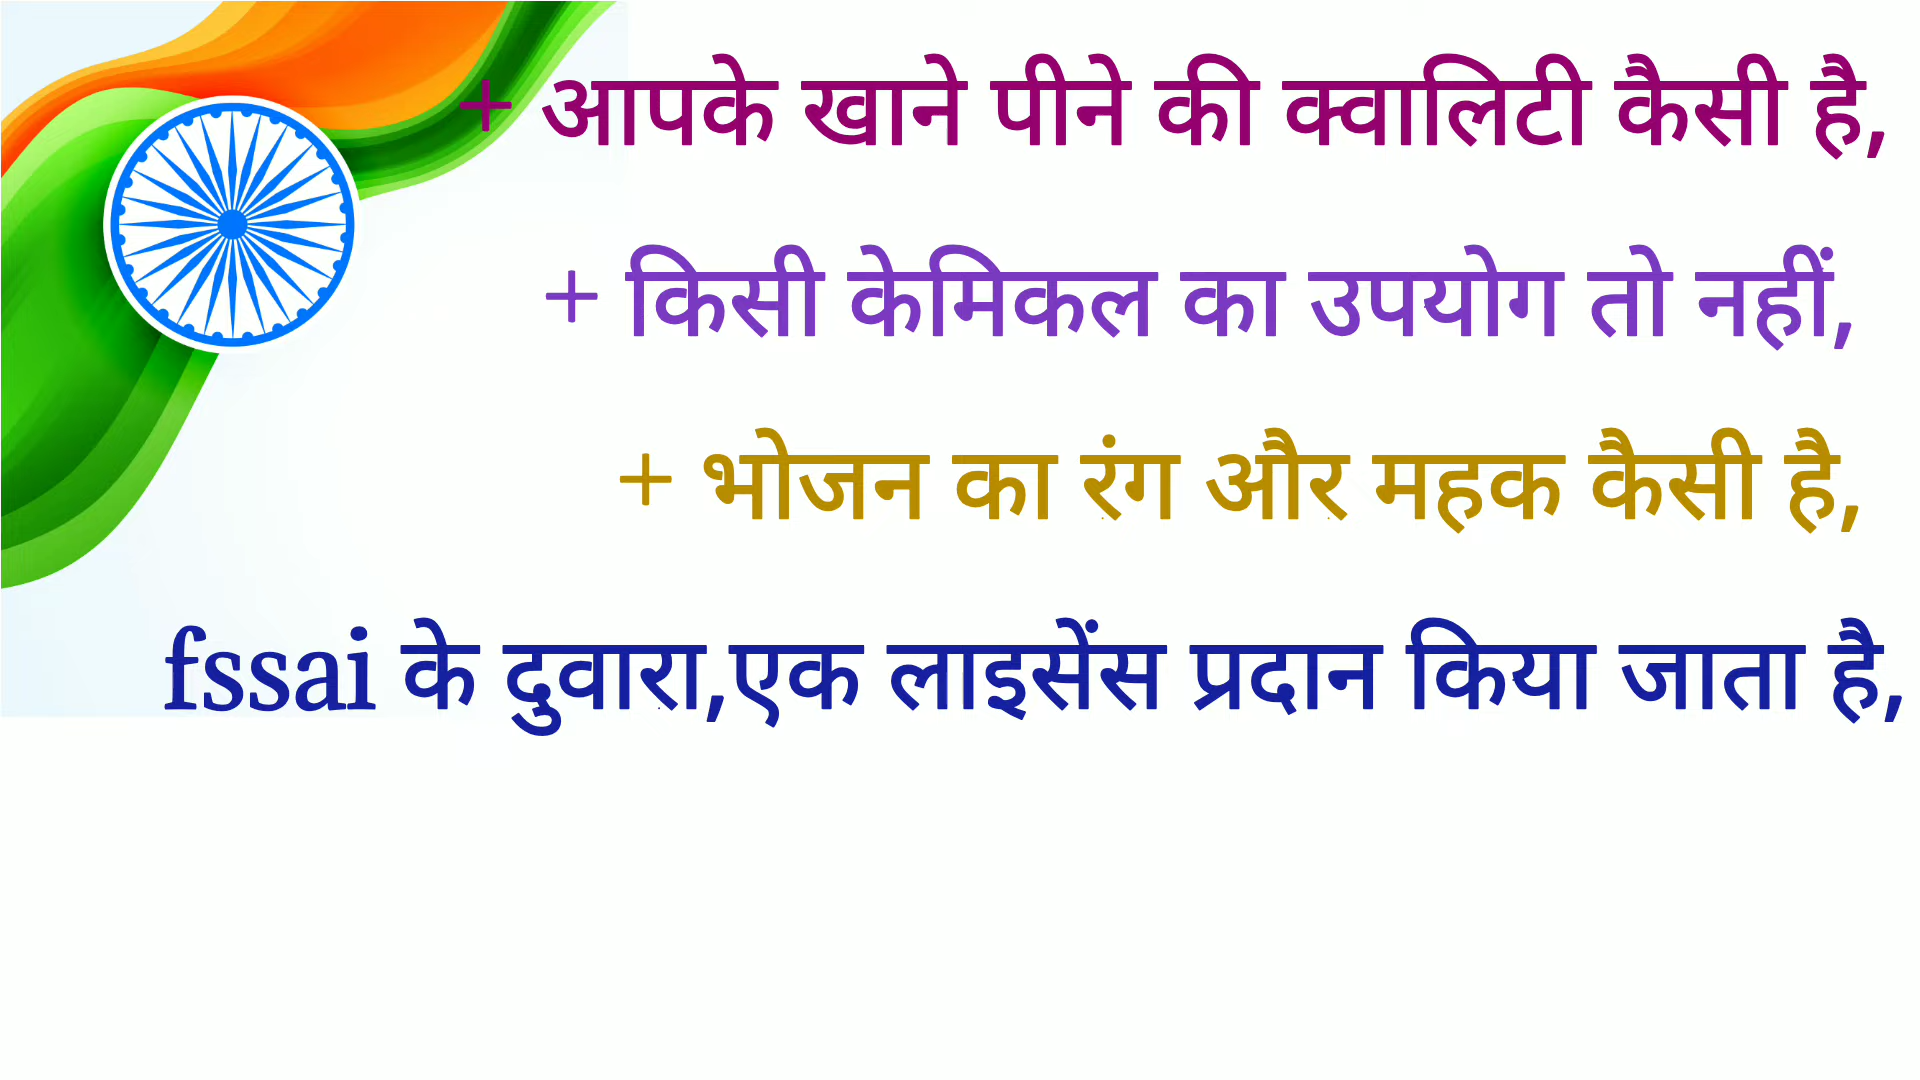 + आपके खाने पीने की क्वालिटी कैसी है,
+ किसी केमिकल का उपयोग तो नहीं,
+ भोजन का रंग और महक कैसी है,
fssai के दुवारा,एक लाइसेंस प्रदान किया जाता है,